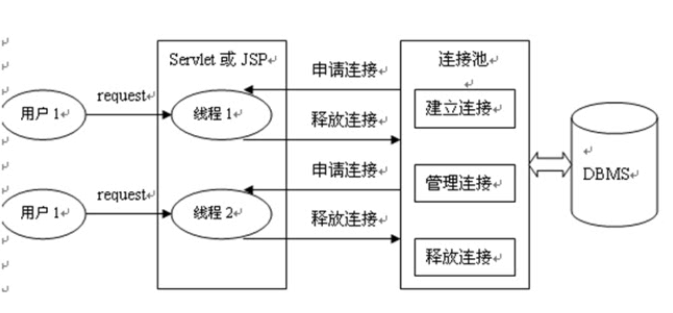 Servlet 或 JSP
连接池
申请连接
request
用户 1
线程 1
建立连接
释放连接
申请连接
request
用户 1
线程 2
管理连接
DBMS
释放连接
释放连接